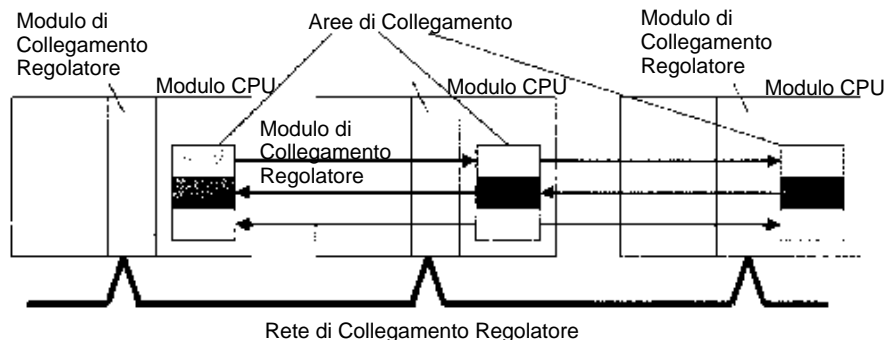 Modulo di
Collegamento
Regolatore
Aree di Collegamento
Modulo di
Collegamento
Regolatore
Modulo CPU
Modulo CPU
Modulo CPU
Modulo di
Collegamento
Regolatore
Rete di Collegamento Regolatore